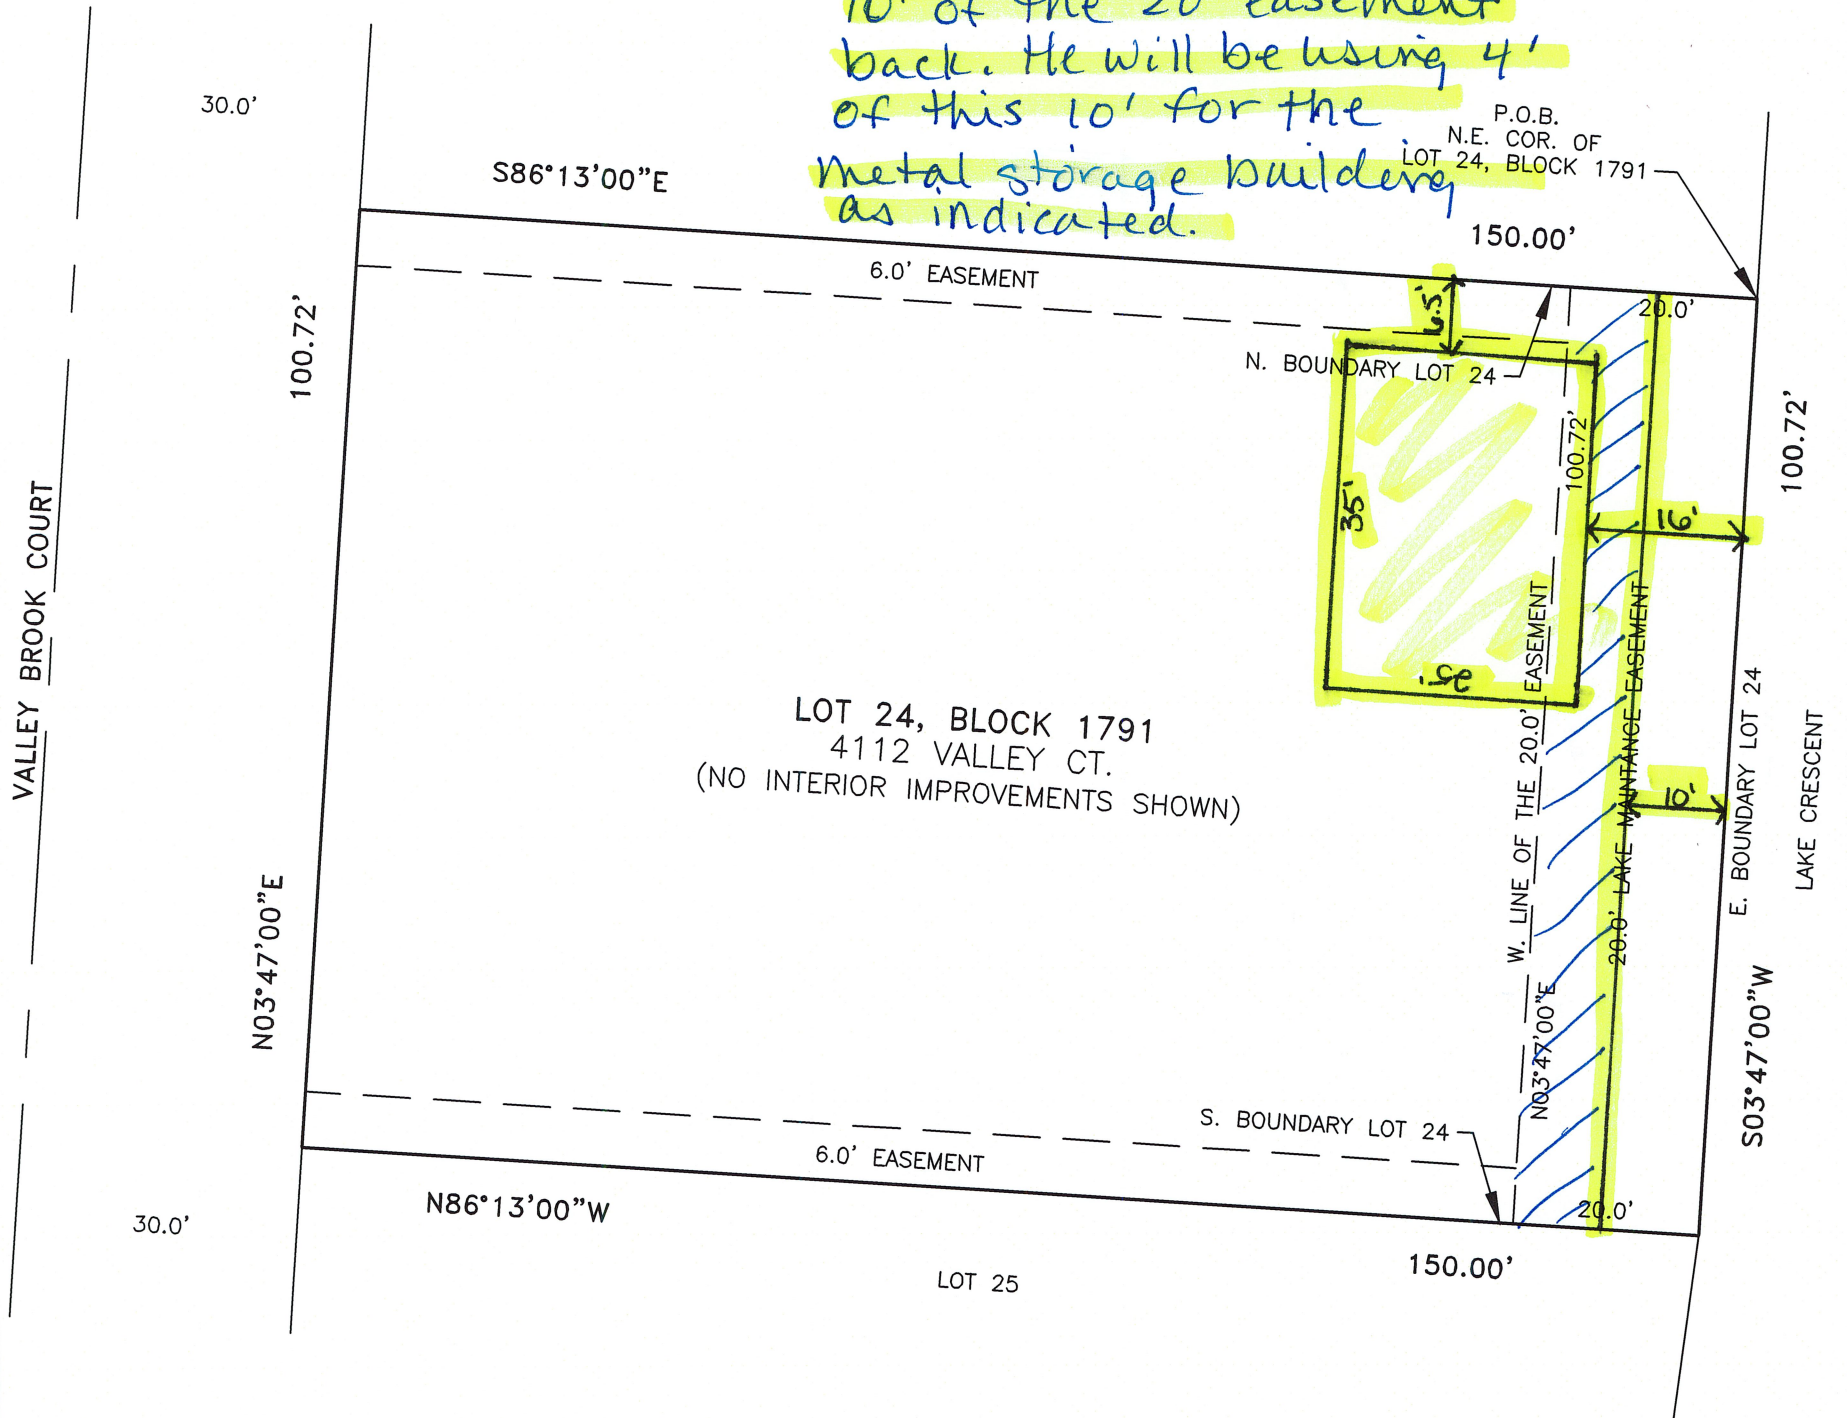 10' of the 20' easement
back. He will be using 4'
of this 10' for the
metal storage building
as indicated.
30.0'
P.O.B.
N.E. COR. OF
LOT 24, BLOCK 1791
S86°13'00"E
150.00'
6.0' EASEMENT
6.5'
20.0'
N. BOUNDARY LOT 24
100.72'
100.72'
100.72'
35'
16'
25'
VALLEY BROOK COURT
LOT 24, BLOCK 1791
4112 VALLEY CT.
(NO INTERIOR IMPROVEMENTS SHOWN)
W. LINE OF THE 20.0' EASEMENT
20.0' LAKE MAINTANCE EASEMENT
10'
E. BOUNDARY LOT 24
LAKE CRESCENT
N03°47'00"E
N03°47'00"E
S03°47'00"W
S. BOUNDARY LOT 24
6.0' EASEMENT
20.0'
N86°13'00"W
30.0'
150.00'
LOT 25